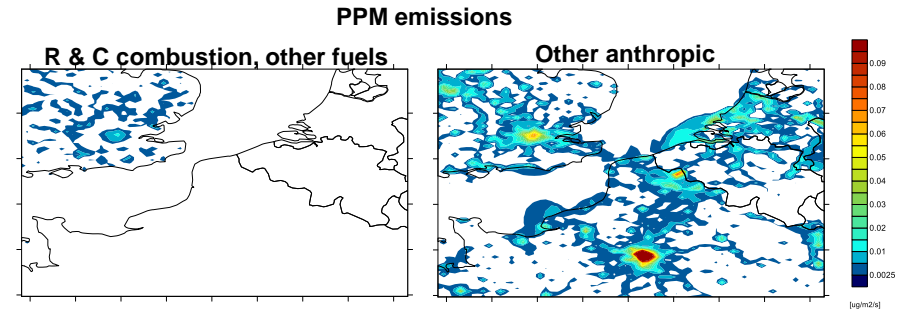 PPM emissions
R & C combustion, other fuels
Other anthropic
0.09
0.08
0.07
0.06
0.05
0.04
0.03
0.02
0.01
0.0025
[ug/m2/s]